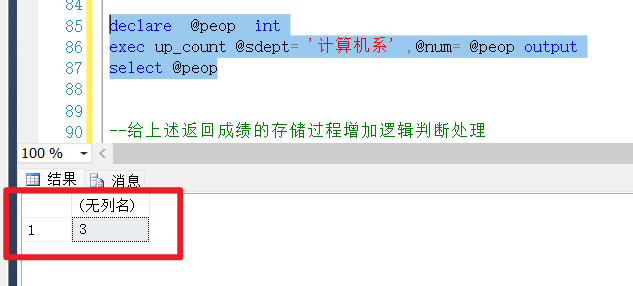 84
85 declare @peop int
86 exec up_count @sdept= '计算机系' ,@num= @peop output
87 select @peop
88
89
90 --给上述返回成绩的存储过程增加逻辑判断处理
100 %
结果 消息
(无列名)
1 3